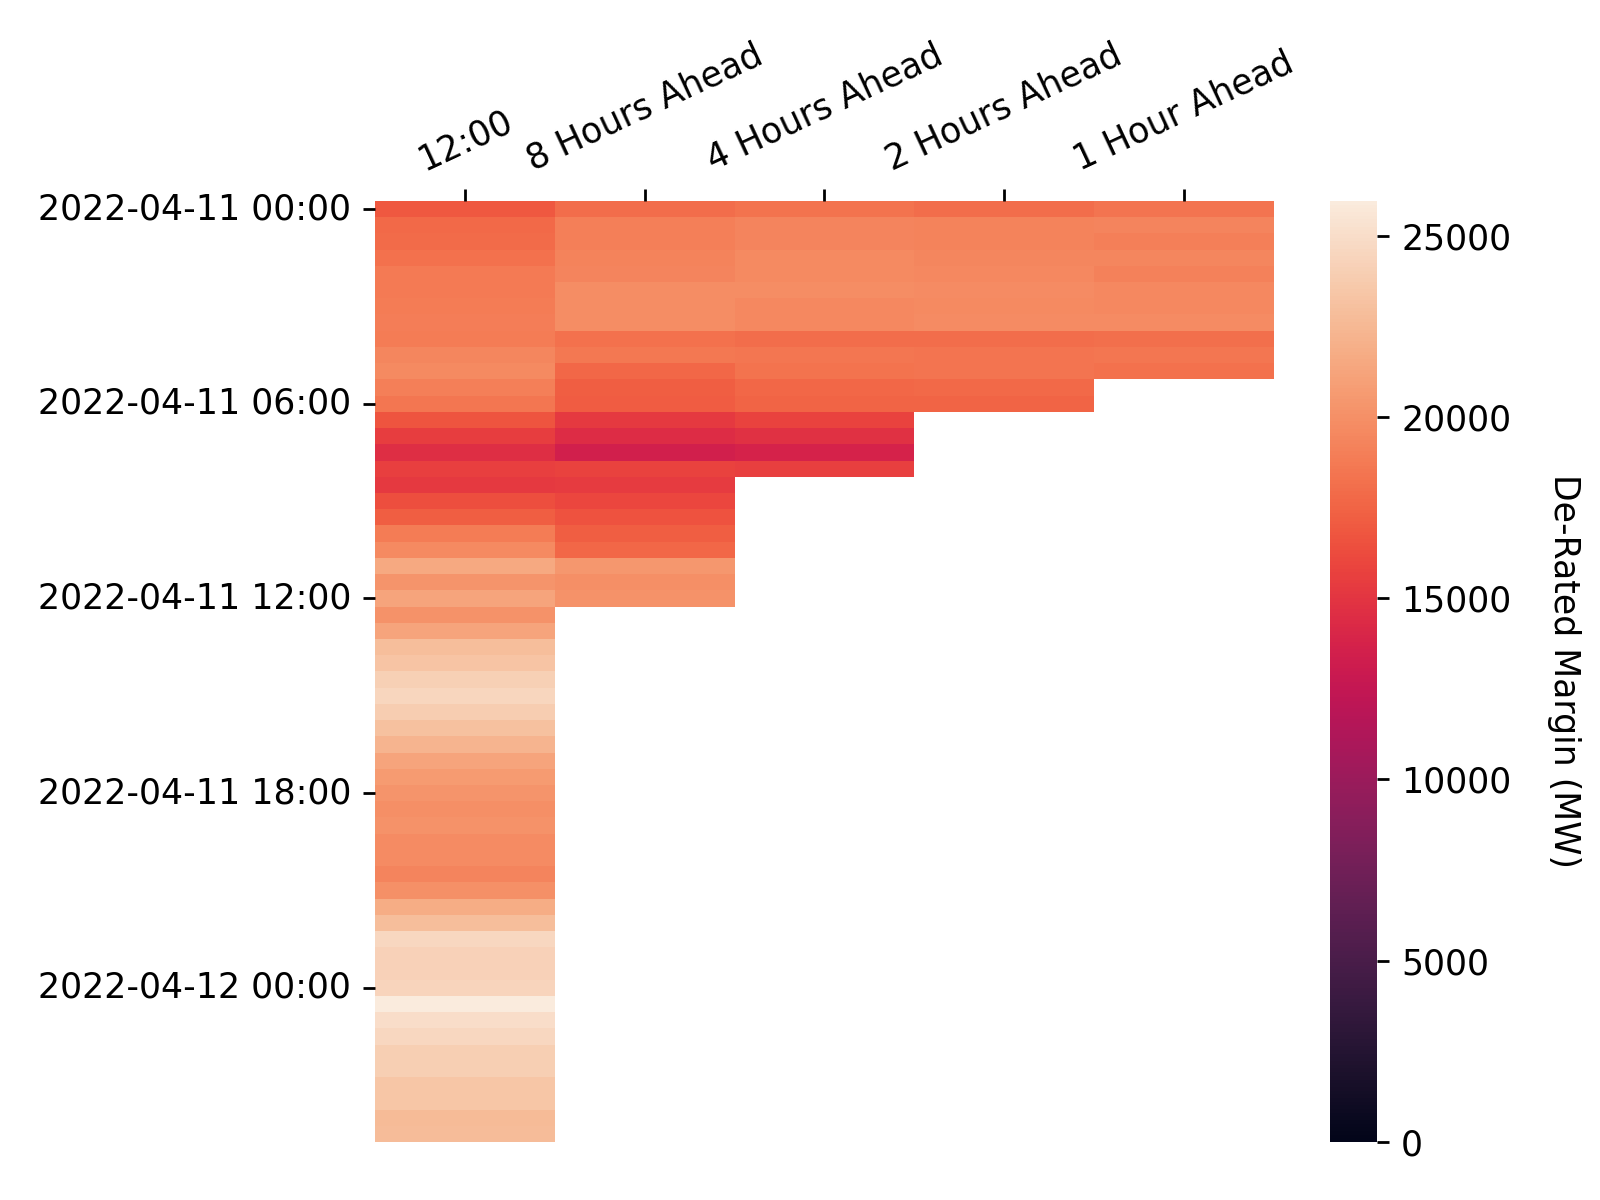 12:00
8 Hours Ahead
4 Hours Ahead
2 Hours Ahead
1 Hour Ahead
2022-04-11 00:00
2022-04-11 06:00
2022-04-11 12:00
2022-04-11 18:00
2022-04-12 00:00
25000
20000
15000
10000
5000
0
De-Rated Margin (MW)